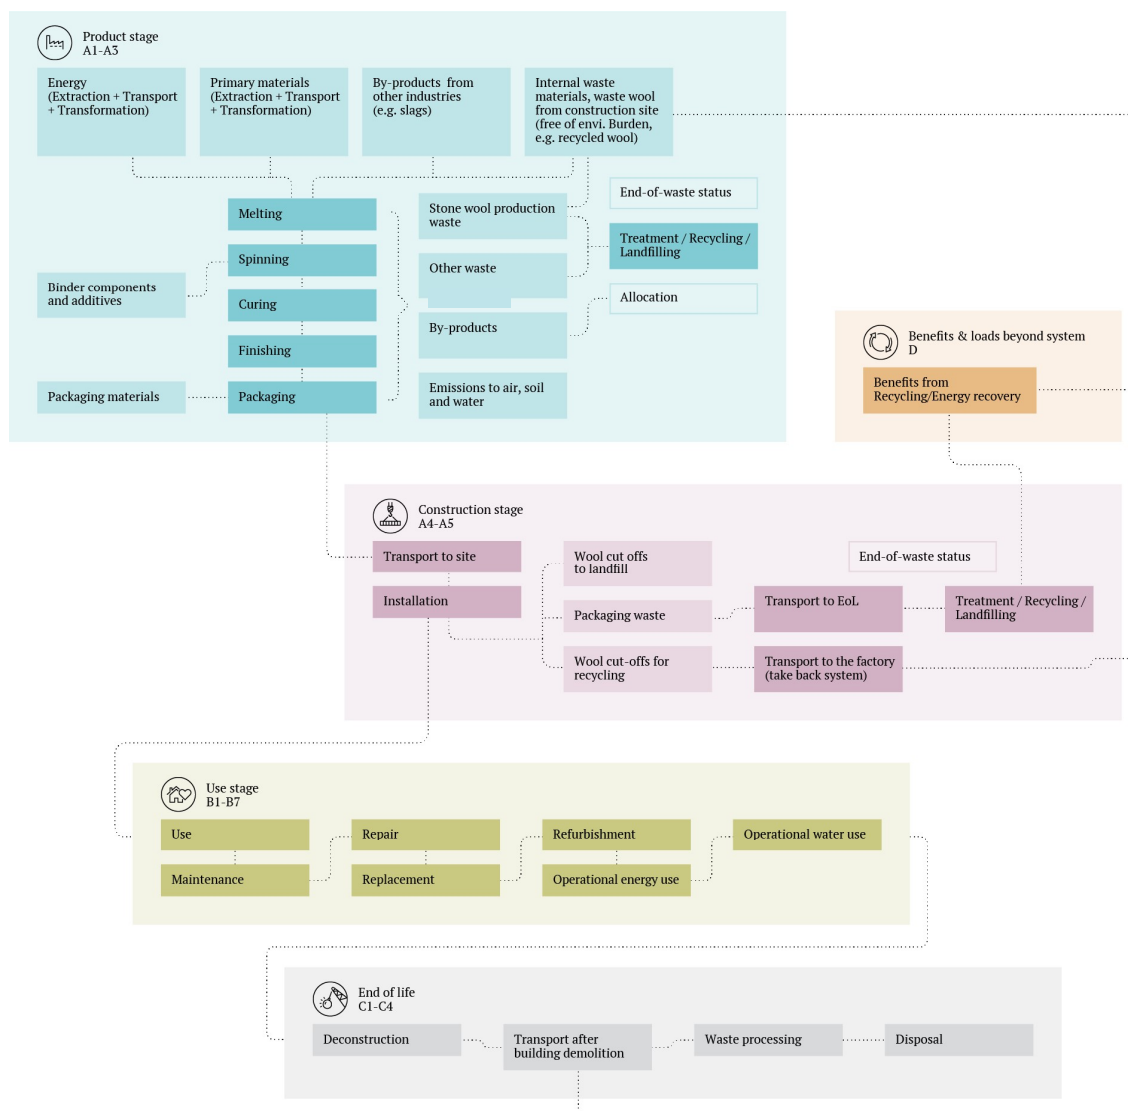 Product stage
A1-A3
Energy
(Extraction + Transport
+ Transformation)
Primary materials
(Extraction + Transport
+ Transformation)
By-products from
other industries
(e.g. slags)
Internal waste
materials, waste wool
from construction site
(free of envi. Burden,
e.g. recycled wool)
Melting
Spinning
Curing
Finishing
Packaging
Binder components
and additives
Packaging materials
Stone wool production
waste
Other waste
By-products
Emissions to air, soil
and water
End-of-waste status
Treatment / Recycling /
Landfilling
Allocation
Benefits & loads beyond system
D
Benefits from
Recycling/Energy recovery
Construction stage
A4-A5
Transport to site
Installation
Wool cut offs
to landfill
Packaging waste
Wool cut-offs for
recycling
End-of-waste status
Transport to EoL
Treatment / Recycling /
Landfilling
Transport to the factory
(take back system)
Use stage
B1-B7
Use
Maintenance
Repair
Replacement
Refurbishment
Operational energy use
Operational water use
End of life
C1-C4
Deconstruction
Transport after
building demolition
Waste processing
Disposal